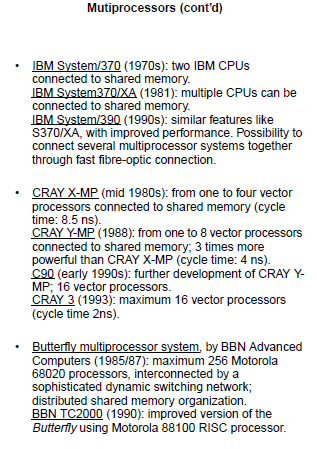 Mutiprocessors (cont'd)
• IBM System/370 (1970s): two IBM CPUs
connected to shared memory.
IBM System370/XA (1981): multiple CPUs can be
connected to shared memory.
IBM System/390 (1990s): similar features like
S370/XA, with improved performance. Possibility to
connect several multiprocessor systems together
through fast fibre-optic connection.
• CRAY X-MP (mid 1980s): from one to four vector
processors connected to shared memory (cycle
time: 8.5 ns).
CRAY Y-MP (1988): from one to 8 vector processors
connected to shared memory; 3 times more
powerful than CRAY X-MP (cycle time: 4 ns).
C90 (early 1990s): further development of CRAY Y-
MP; 16 vector processors.
CRAY 3 (1993): maximum 16 vector processors
(cycle time 2ns).
• Butterfly multiprocessor system, by BBN Advanced
Computers (1985/87): maximum 256 Motorola
68020 processors, interconnected by a
sophisticated dynamic switching network;
distributed shared memory organization.
BBN TC2000 (1990): improved version of the
Butterfly using Motorola 88100 RISC processor.